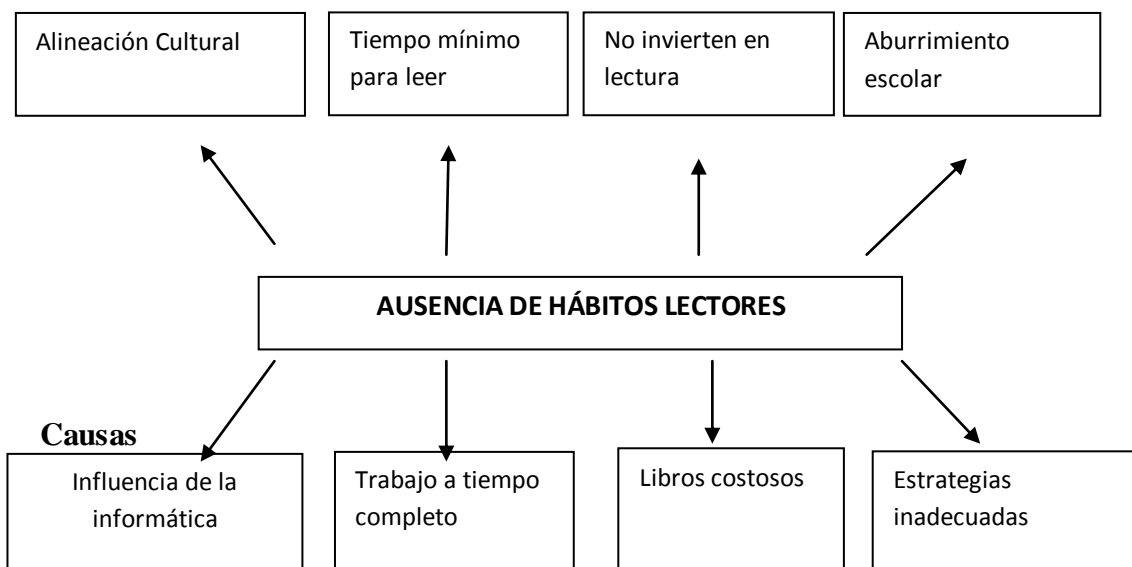 Alineación Cultural
Tiempo mínimo
para leer
No invierten en
lectura
Aburrimiento
escolar
AUSENCIA DE HÁBITOS LECTORES
Causas
Influencia de la
informática
Trabajo a tiempo
completo
Libros costosos
Estrategias
inadecuadas